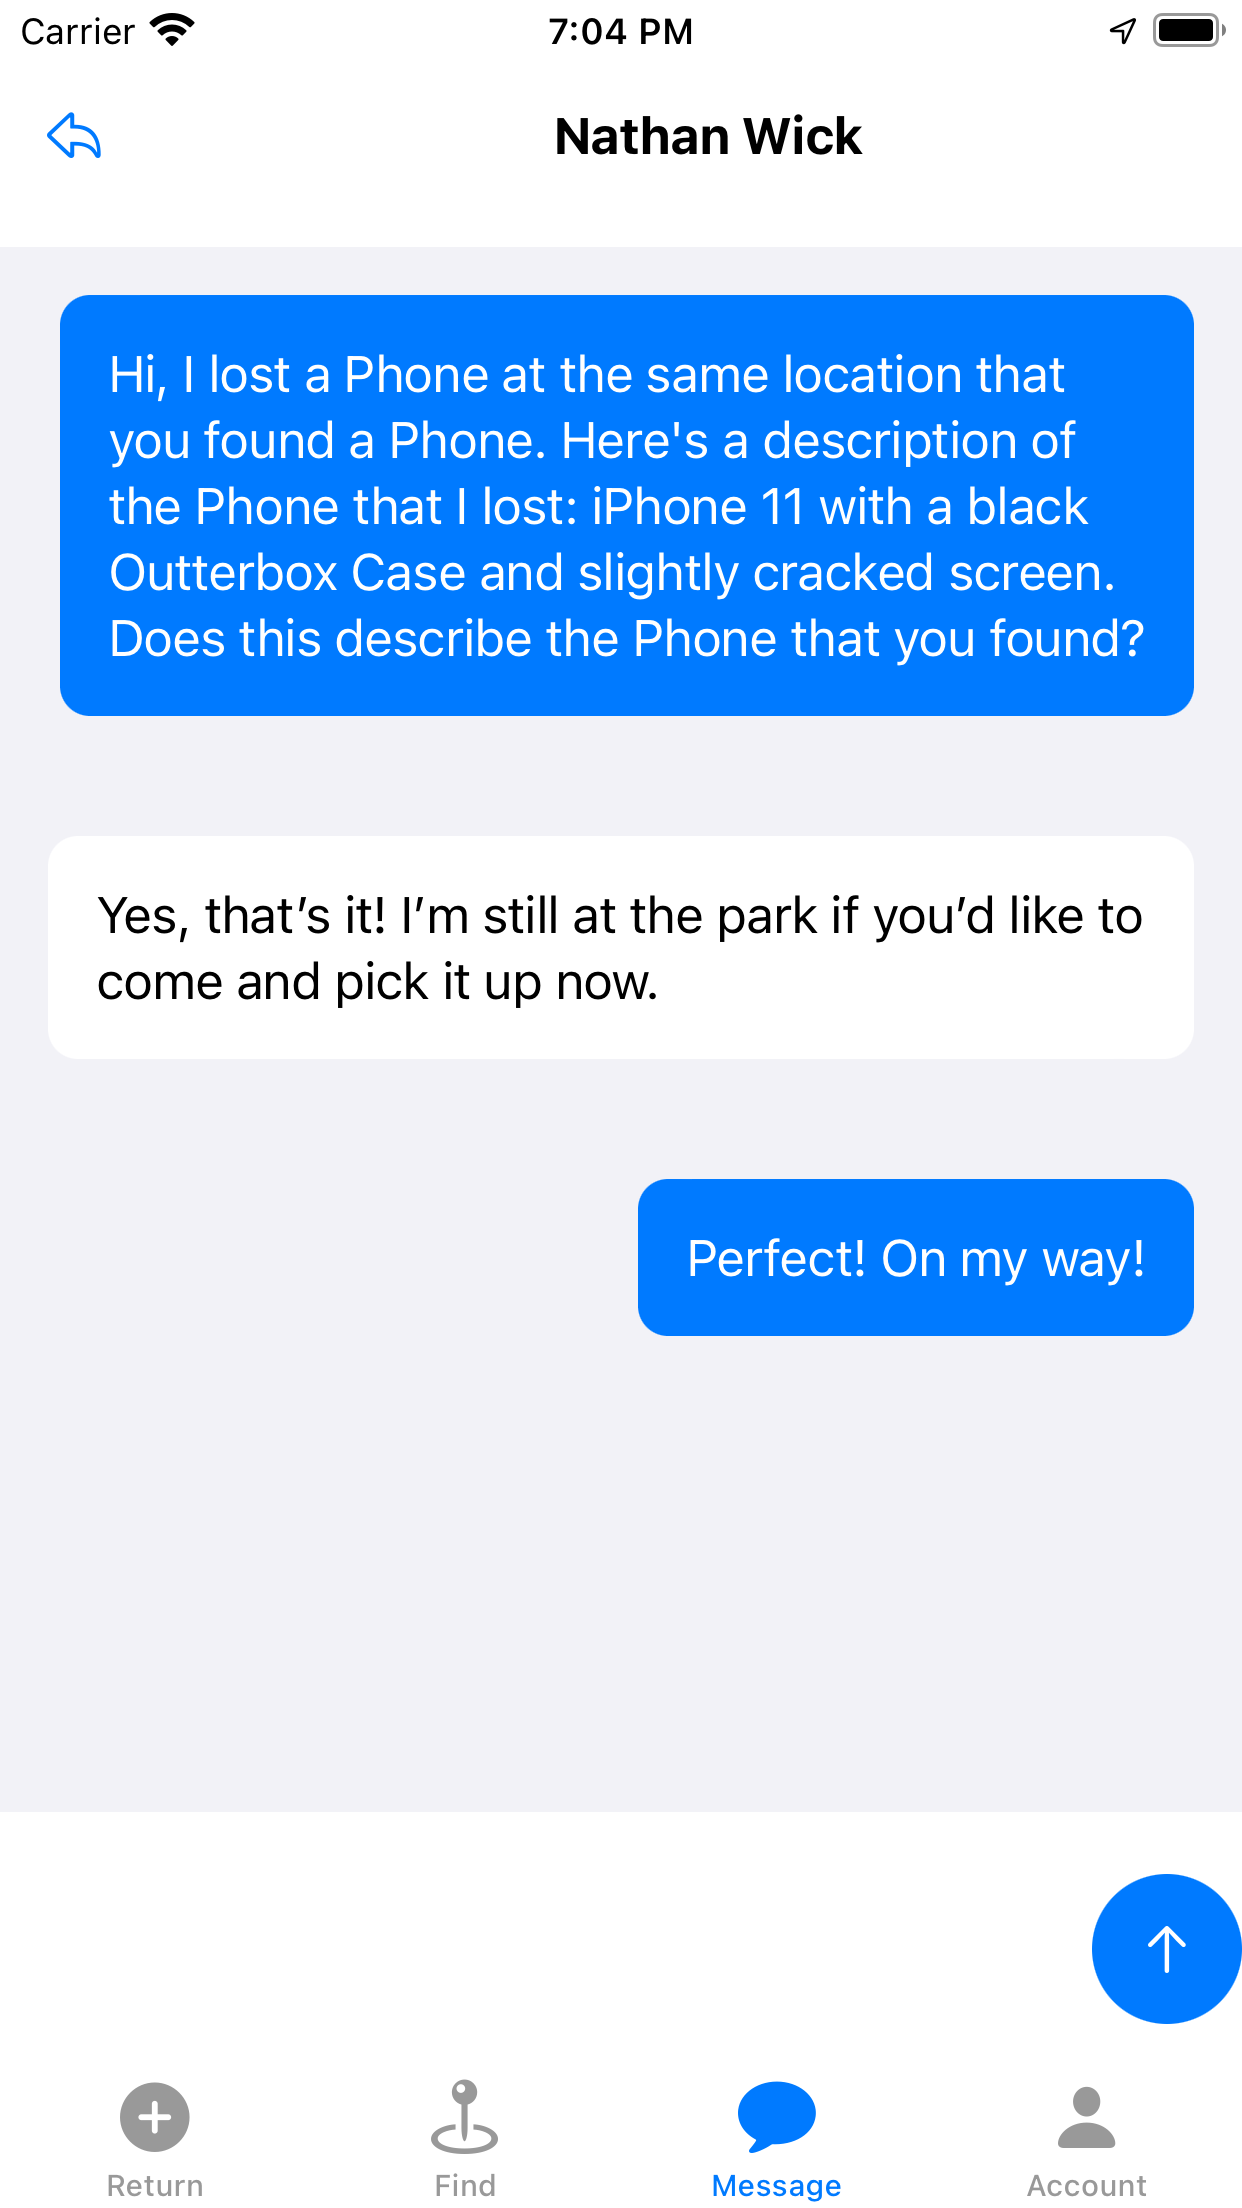 Carrier
7:04 PM
Nathan Wick
Hi, I lost a Phone at the same location that
you found a Phone. Here's a description of
the Phone that I lost: iPhone 11 with a black
Outterbox Case and slightly cracked screen.
Does this describe the Phone that you found?
Yes, that’s it! I’m still at the park if you’d like to
come and pick it up now.
Perfect! On my way!
Return
Find
Message
Account